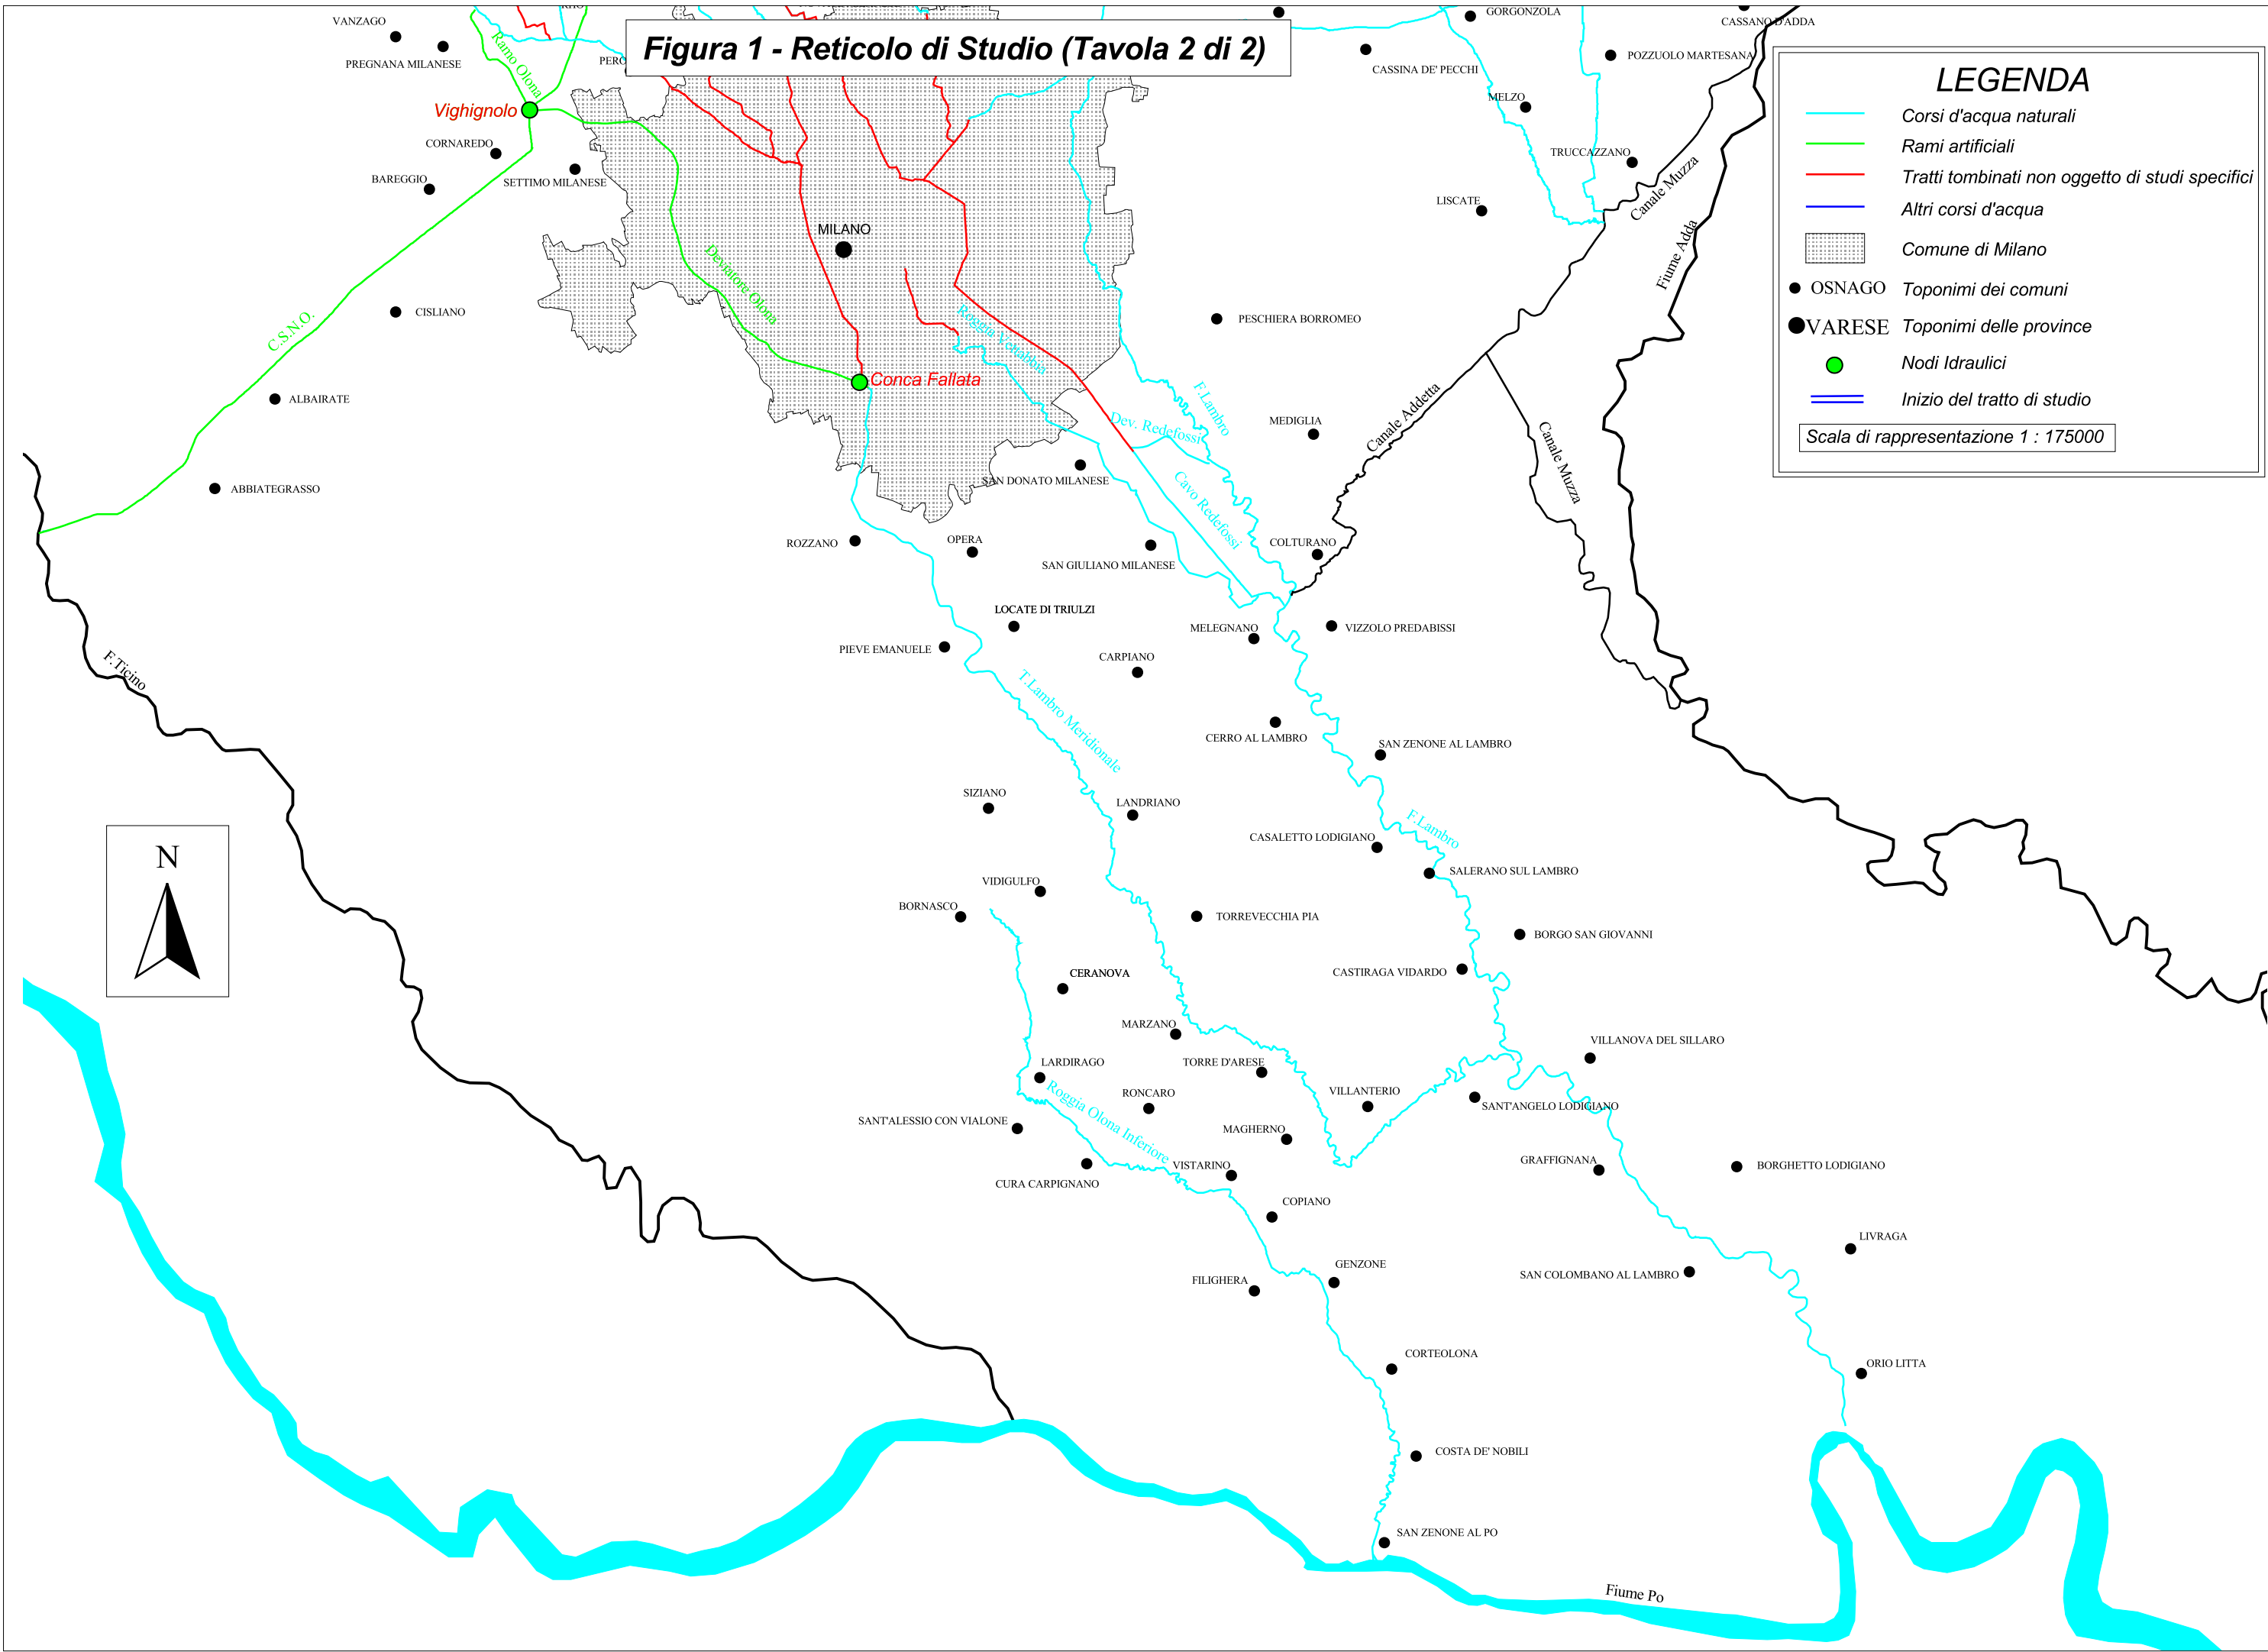 Figura 1 - Reticolo di Studio (Tavola 2 di 2)
VANZAGO
PREGNANA MILANESE
Ramo Olona
GORGONZOLA
CASSANO D'ADDA
CASSINA DE' PECCHI
POZZUOLO MARTESANA
MELZO
Vighignolo
CORNAREDO
BAREGGIO
SETTIMO MILANESE
TRUCCAZZANO
Canale Muzza
LISCATE
MILANO
Deviatore Olona
Fiume Adda
CISLIANO
C.S.N.O.
Roggia Vettabbia
PESCHIERA BORROMEO
Conca Fallata
ALBAIRATE
F.Lambro
Dev. Redefossi
MEDIGLIA
Canale Addetta
Canale Muzza
ABBIATEGRASSO
SAN DONATO MILANESE
Cavo Redefossi
ROZZANO
OPERA
SAN GIULIANO MILANESE
COLTURANO
LOCATE DI TRIULZI
MELEGNANO
VIZZOLO PREDABISSI
PIEVE EMANUELE
CARPIANO
F.Ticino
T.Lambro Meridionale
CERRO AL LAMBRO
SAN ZENONE AL LAMBRO
SIZIANO
LANDRIANO
F.Lambro
CASALETTO LODIGIANO
SALERANO SUL LAMBRO
VIDIGULFO
BORNASCO
TORREVECCHIA PIA
BORGO SAN GIOVANNI
CERANOVA
CASTIRAGA VIDARDO
MARZANO
VILLANOVA DEL SILLARO
LARDIRAGO
TORRE D'ARESE
RONCARO
VILLANTERIO
SANT'ANGELO LODIGIANO
Roggia Olona Inferiore
SANT'ALESSIO CON VIALONE
MAGHERNO
VISTARINO
GRAFFIGNANA
BORGHETTO LODIGIANO
CURA CARPIGNANO
COPIANO
LIVRAGA
GENZONE
FILIGHERA
SAN COLOMBANO AL LAMBRO
CORTEOLONA
ORIO LITTA
COSTA DE' NOBILI
SAN ZENONE AL PO
Fiume Po
N
LEGENDA
Corsi d'acqua naturali
Rami artificiali
Tratti tombinati non oggetto di studi specifici
Altri corsi d'acqua
Comune di Milano
OSNAGO Toponimi dei comuni
VARESE Toponimi delle province
Nodi Idraulici
Inizio del tratto di studio
Scala di rappresentazione 1 : 175000